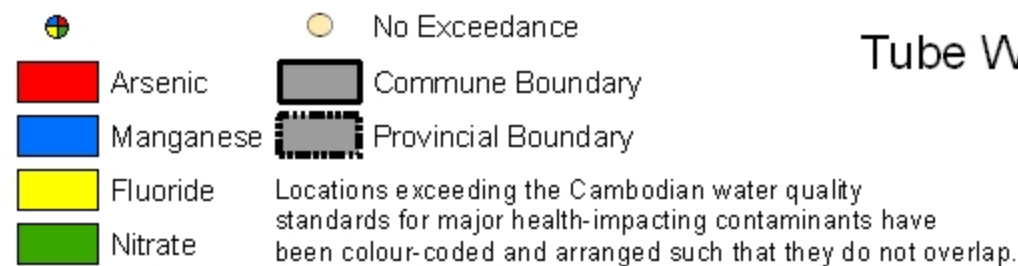 No Exceedance
Tube
Arsenic
Commune Boundary
Manganese
Provincial Boundary
Fluoride
Nitrate
Locations exceeding the Cambodian water quality
standards for major health-impacting contaminants have
been colour-coded and arranged such that they do not overlap.